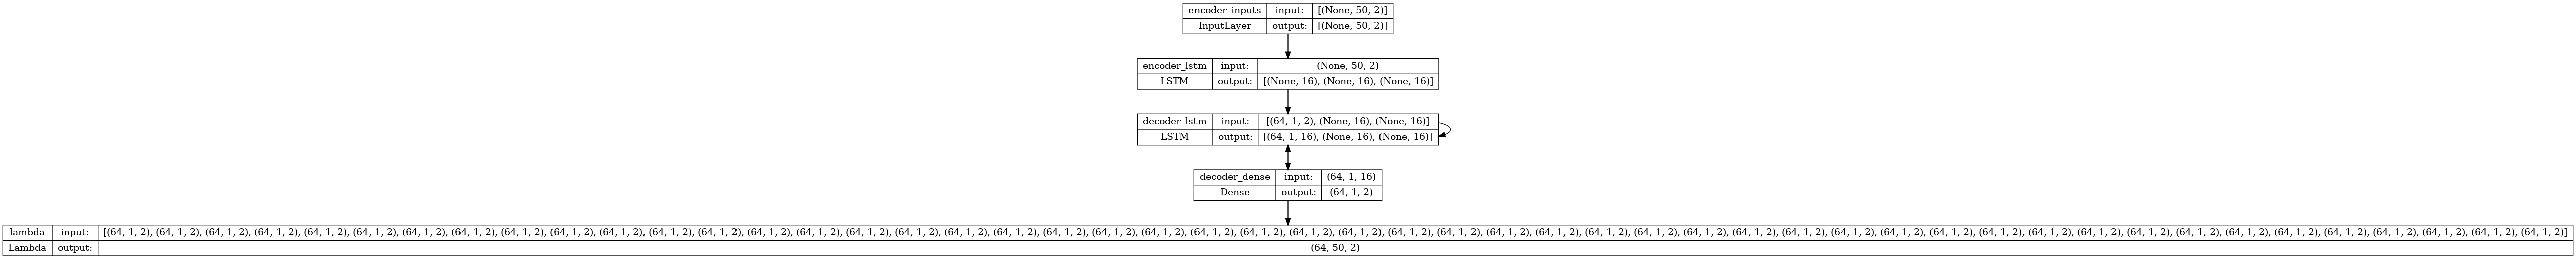 encoder_inputs input: [(None, 50, 2)]
InputLayer output: [(None, 50, 2)]
encoder_lstm input: (None, 50, 2)
LSTM output: [(None, 16), (None, 16), (None, 16)]
decoder_lstm input: [(64, 1, 2), (None, 16), (None, 16)]
LSTM output: [(64, 1, 16), (None, 16), (None, 16)]
decoder_dense input: (64, 1, 16)
Dense output: (64, 1, 2)
lambda input: [(64, 1, 2), (64, 1, 2), (64, 1, 2), (64, 1, 2), (64, 1, 2), (64, 1, 2), (64, 1, 2), (64, 1, 2), (64, 1, 2), (64, 1, 2), (64, 1, 2), (64, 1, 2), (64, 1, 2), (64, 1, 2), (64, 1, 2), (64, 1, 2), (64, 1, 2), (64, 1, 2), (64, 1, 2), (64, 1, 2), (64, 1, 2), (64, 1, 2), (64, 1, 2), (64, 1, 2), (64, 1, 2), (64, 1, 2), (64, 1, 2), (64, 1, 2), (64, 1, 2), (64, 1, 2), (64, 1, 2), (64, 1, 2), (64, 1, 2), (64, 1, 2), (64, 1, 2), (64, 1, 2), (64, 1, 2), (64, 1, 2), (64, 1, 2), (64, 1, 2), (64, 1, 2), (64, 1, 2), (64, 1, 2), (64, 1, 2), (64, 1, 2), (64, 1, 2), (64, 1, 2), (64, 1, 2), (64, 1, 2), (64, 1, 2)]
Lambda output: (64, 50, 2)